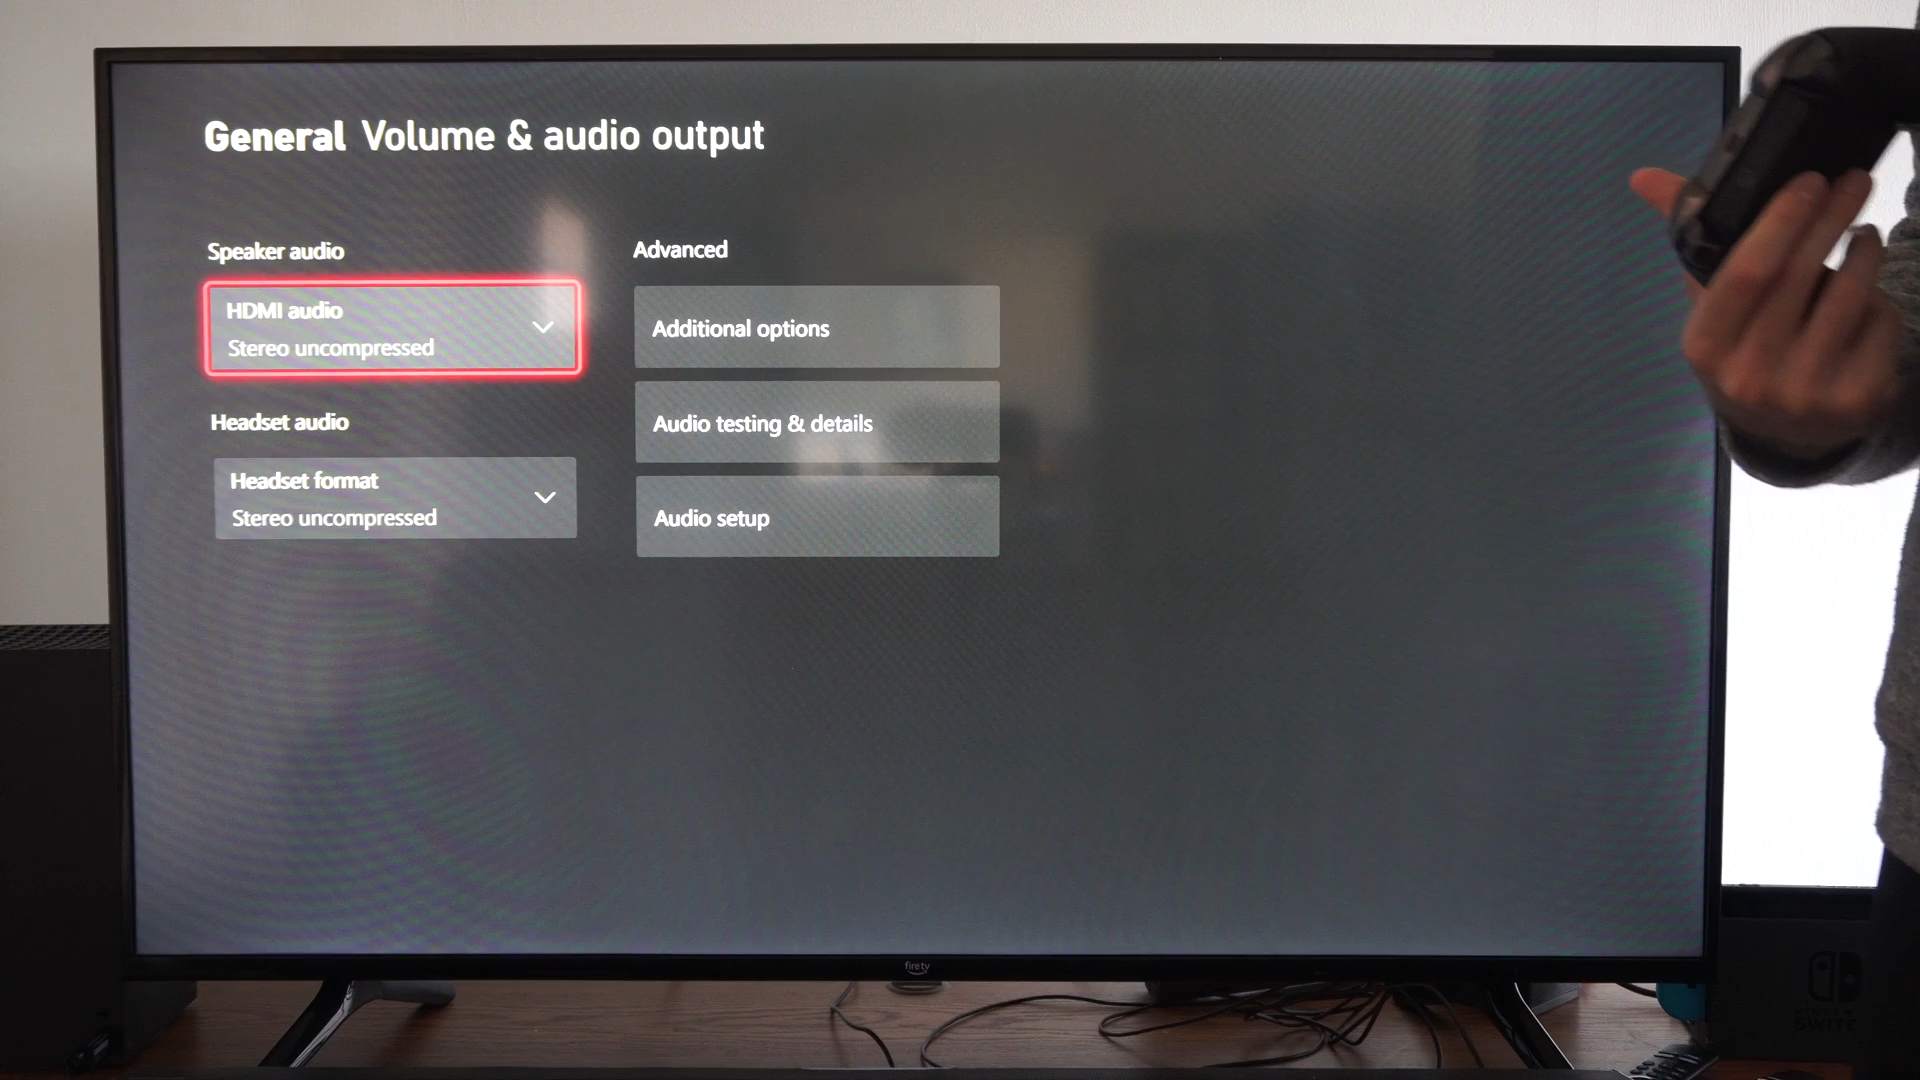 General Volume & audio output
Speaker audio
HDMI audio
Stereo uncompressed
Headset audio
Headset format
Stereo uncompressed
Advanced
Additional options
Audio testing & details
Audio setup
firetv
SWITC